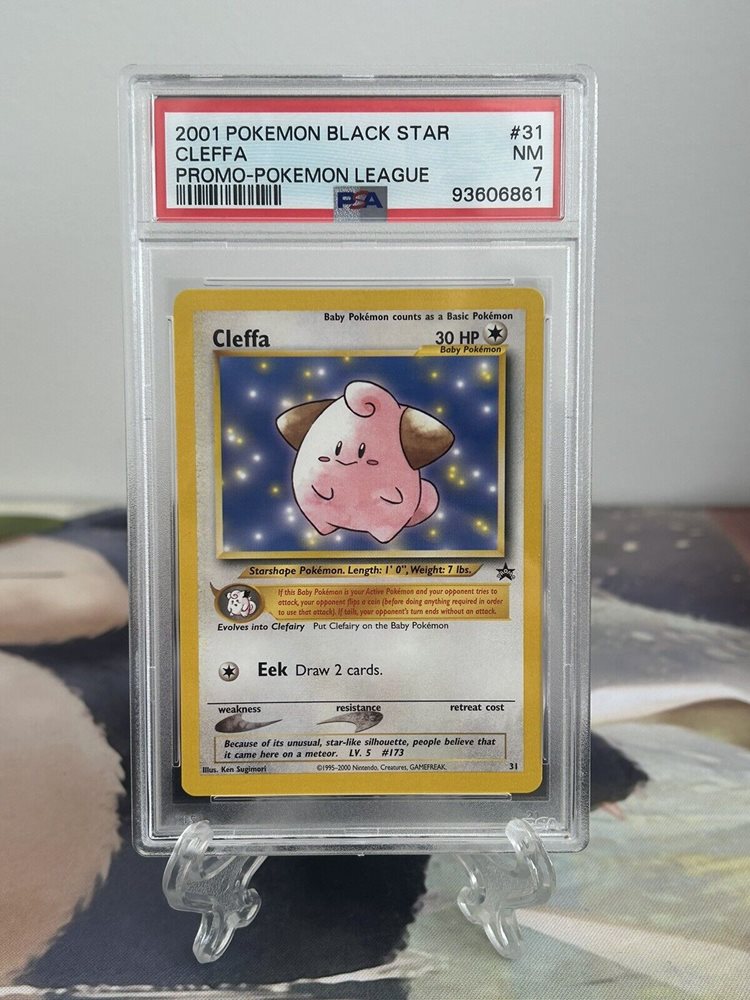 2001 POKEMON BLACK STAR #31
CLEFFA NM
PROMO-POKEMON LEAGUE 7
PSA 93606861
Baby Pokémon counts as a Basic Pokémon
Cleffa 30 HP
Baby Pokémon
Starshape Pokémon. Length: 1' 0", Weight: 7 lbs.
PROMO
If this Baby Pokémon is your Active Pokémon and your opponent tries to
attack, your opponent flips a coin (before doing anything required in order
to use that attack). If tails, your opponent's turn ends without an attack.
Evolves into Clefairy Put Clefairy on the Baby Pokémon
Eek Draw 2 cards.
weakness resistance retreat cost
Because of its unusual, star-like silhouette, people believe that
it came here on a meteor. LV. 5 #173
Illus. Ken Sugimori ©1995-2000 Nintendo, Creatures, GAMEFREAK. 31
PSA